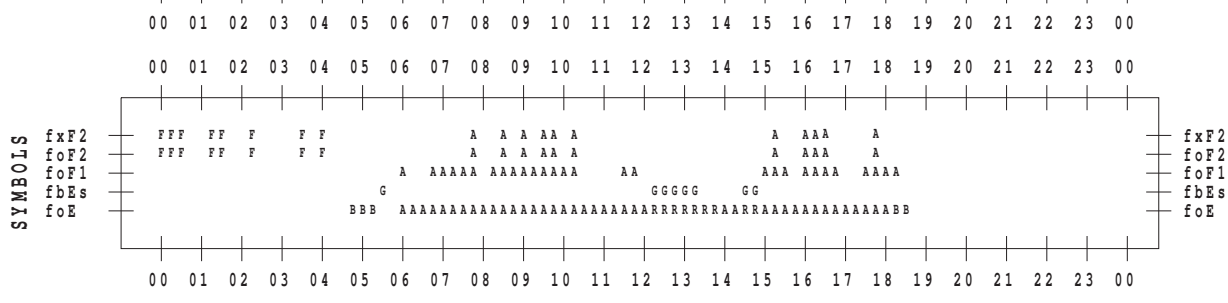 00 01 02 03 04 05 06 07 08 09 10 11 12 13 14 15 16 17 18 19 20 21 22 23 00
00 01 02 03 04 05 06 07 08 09 10 11 12 13 14 15 16 17 18 19 20 21 22 23 00
SYMBOLS
fxF2 FFF FF F F F A A A AA A A AAA A fxF2
foF2 FFF FF F F F A A A AA A A AAA A foF2
foF1 A AAAAA AAAAAAAAA AA AAA AAAA AAAA foF1
fbEs G GGGGG GG fbEs
foE BBB AAAAAAAAAAAAAAAAAAAAAAAAARRRRRRRAARRAAAAAAAAAAAAABB foE
00 01 02 03 04 05 06 07 08 09 10 11 12 13 14 15 16 17 18 19 20 21 22 23 00